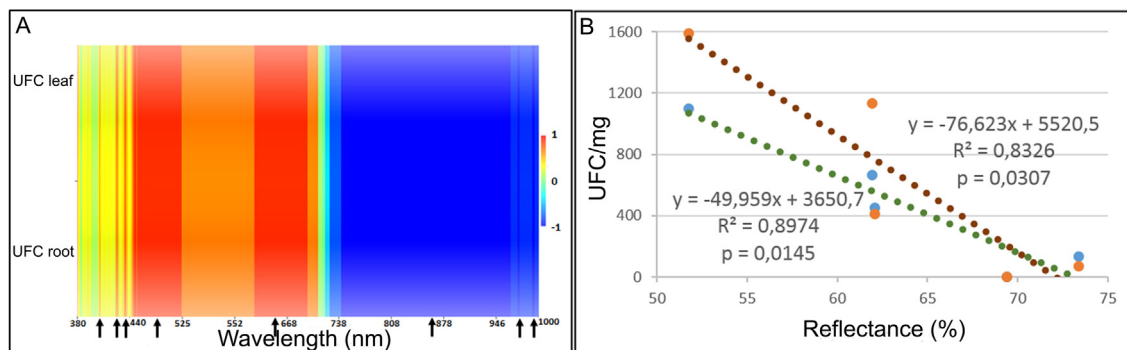 A
UFC leaf
UFC root
1
-1
380 440 525 552 668 738 808 878 946 1000
Wavelength (nm)
B
UFC/mg
1600
1200
800
400
0
y = -76,623x + 5520,5
R² = 0,8326
p = 0,0307
y = -49,959x + 3650,7
R² = 0,8974
p = 0,0145
50 55 60 65 70 75
Reflectance (%)